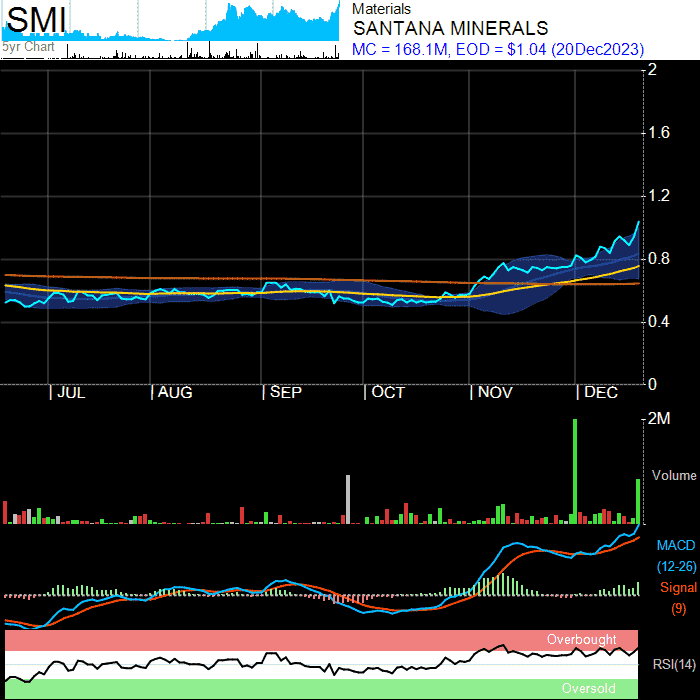 SMI
5yr Chart
Materials
SANTANA MINERALS
MC = 168.1M, EOD = $1.04 (20Dec2023)
2
1.6
1.2
0.8
0.4
0
| JUL | AUG | SEP | OCT | NOV | DEC
2M
Volume
MACD
(12-26)
Signal
(9)
Overbought
RSI(14)
Oversold